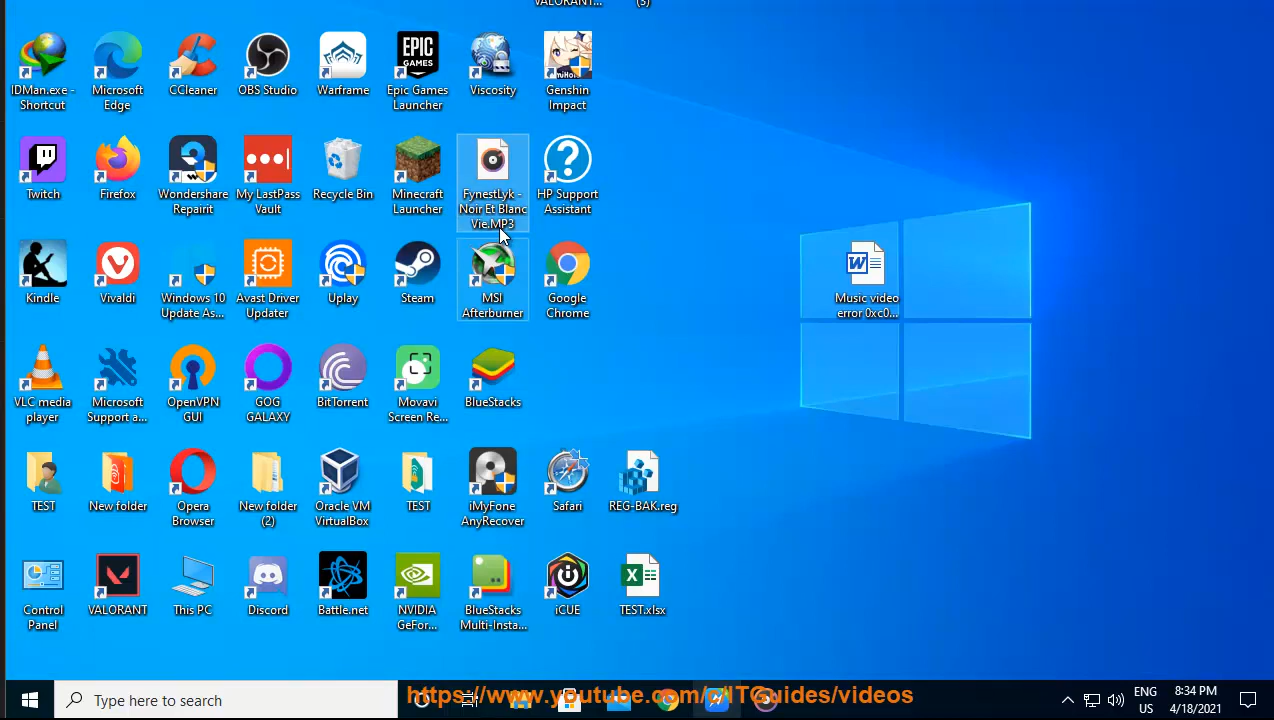 VALORANT... (3)
IDMan.exe -
Shortcut
Microsoft
Edge
CCleaner
OBS Studio
Warframe
EPIC
GAMES
Epic Games
Launcher
Viscosity
Genshin
Impact
Twitch
Firefox
Wondershare
Repairit
My LastPass
Vault
Recycle Bin
Minecraft
Launcher
FynestLyk -
Noir Et Blanc
Vie.MP3
HP Support
Assistant
Kindle
Vivaldi
Windows 10
Update As...
Avast Driver
Updater
Uplay
Steam
MSI
Afterburner
Google
Chrome
Music video
error 0xc0...
VLC media
player
Microsoft
Support a...
OpenVPN
GUI
GOG
GALAXY
BitTorrent
Movavi
Screen Re...
BlueStacks
TEST
New folder
Opera
Browser
New folder
(2)
Oracle VM
VirtualBox
TEST
iMyFone
AnyRecover
Safari
REG-BAK.reg
Control
Panel
VALORANT
This PC
Discord
Battle.net
NVIDIA
GeFor...
BlueStacks
Multi-Insta...
iCUE
TEST.xlsx
Type here to search
https://www.youtube.com/c/ITGuides/videos
ENG
US
8:34 PM
4/18/2021